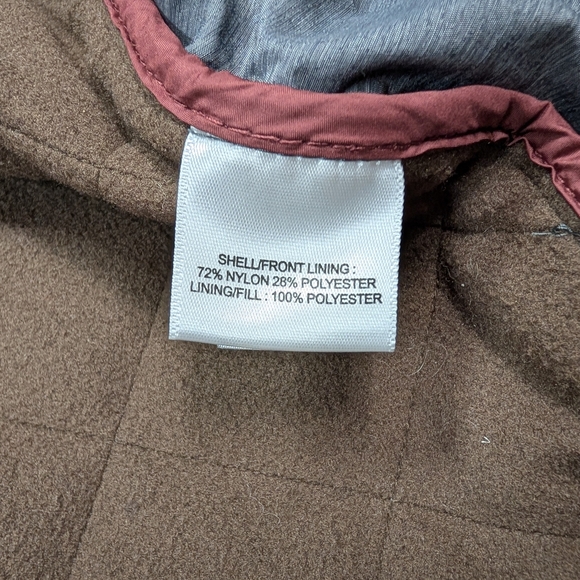 SHELL/FRONT LINING :
72% NYLON 28% POLYESTER
LINING/FILL : 100% POLYESTER